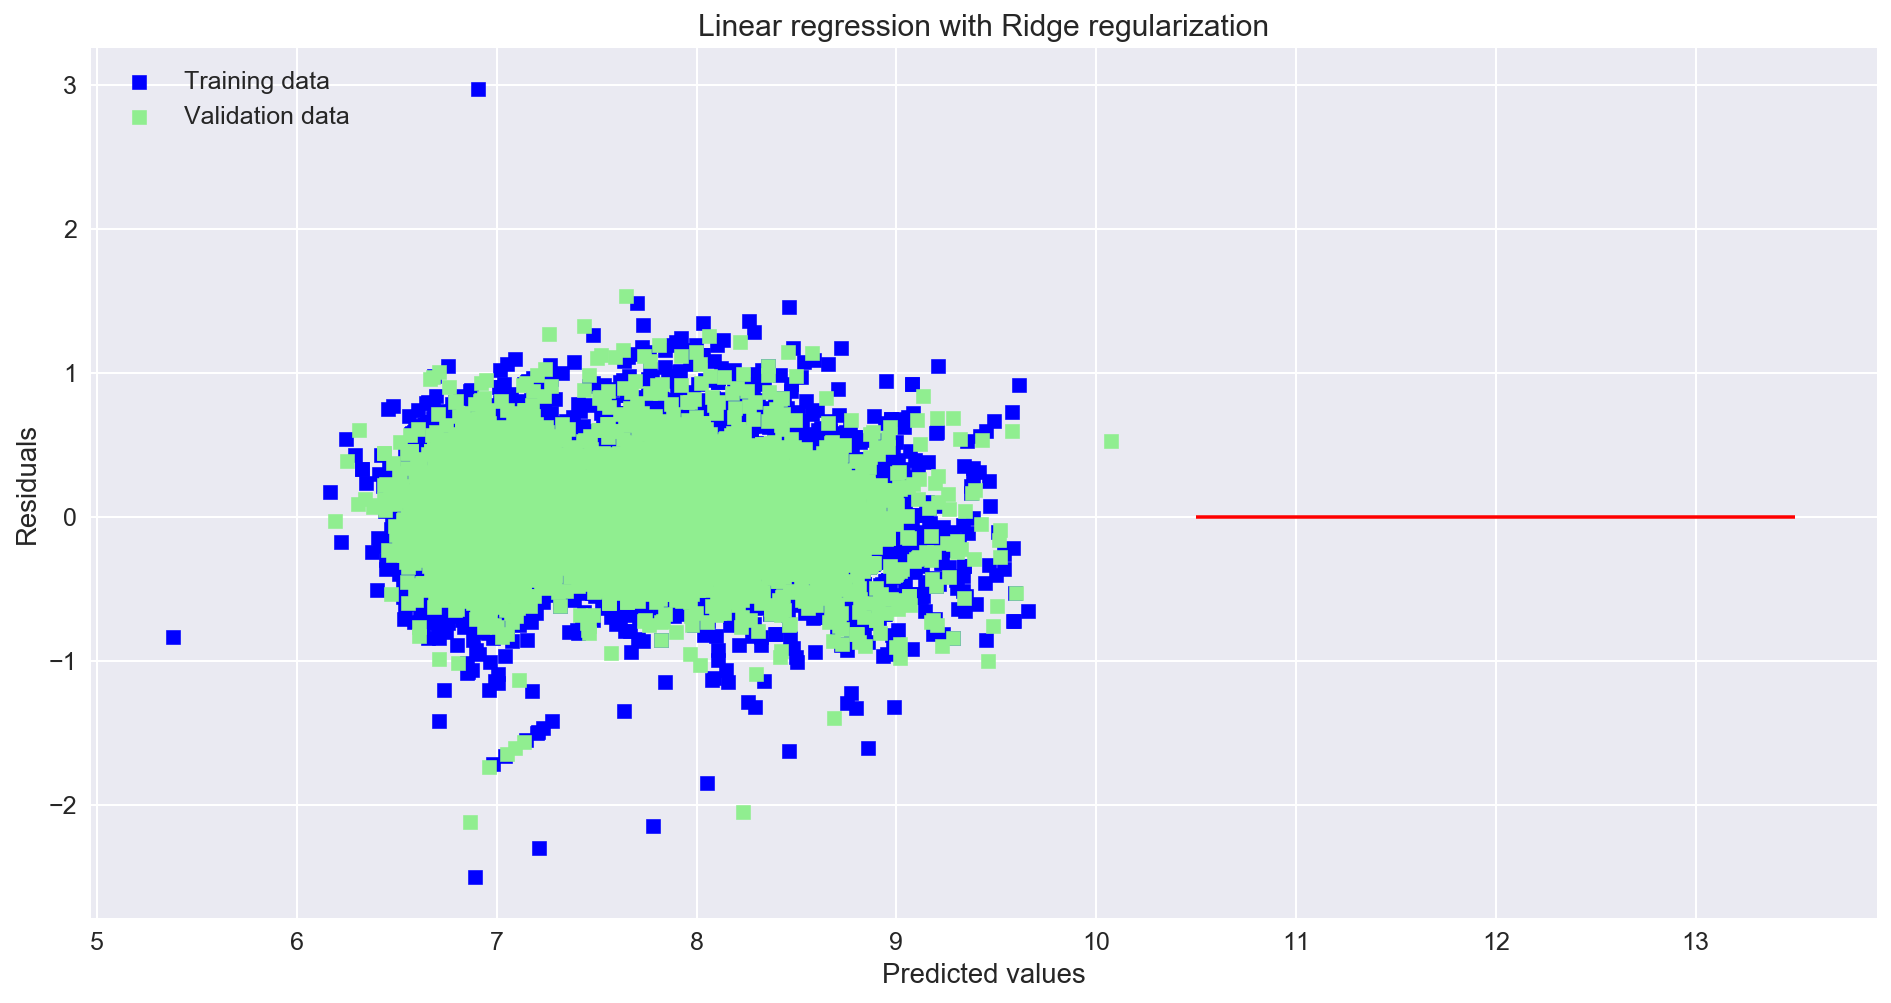 Linear regression with Ridge regularization
Training data
Validation data
3
2
1
0
−1
−2
Residuals
5 6 7 8 9 10 11 12 13
Predicted values